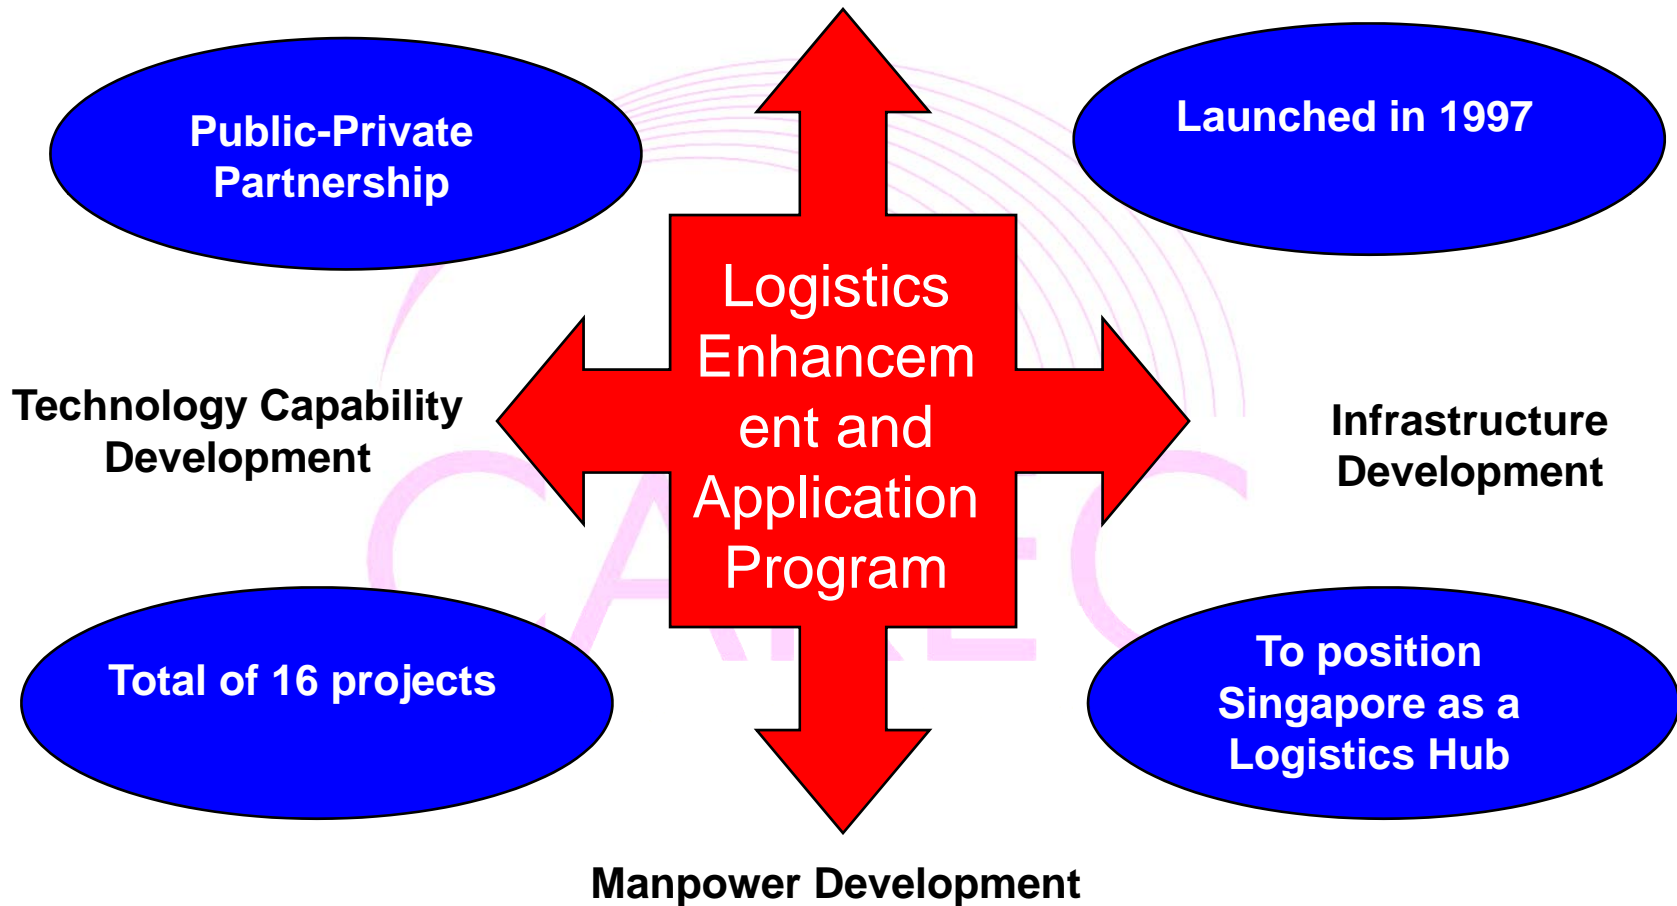 Public-Private
Partnership
Launched in 1997
Logistics
Enhancem
ent and
Application
Program
Technology Capability
Development
Infrastructure
Development
Total of 16 projects
To position
Singapore as a
Logistics Hub
Manpower Development
CAREC